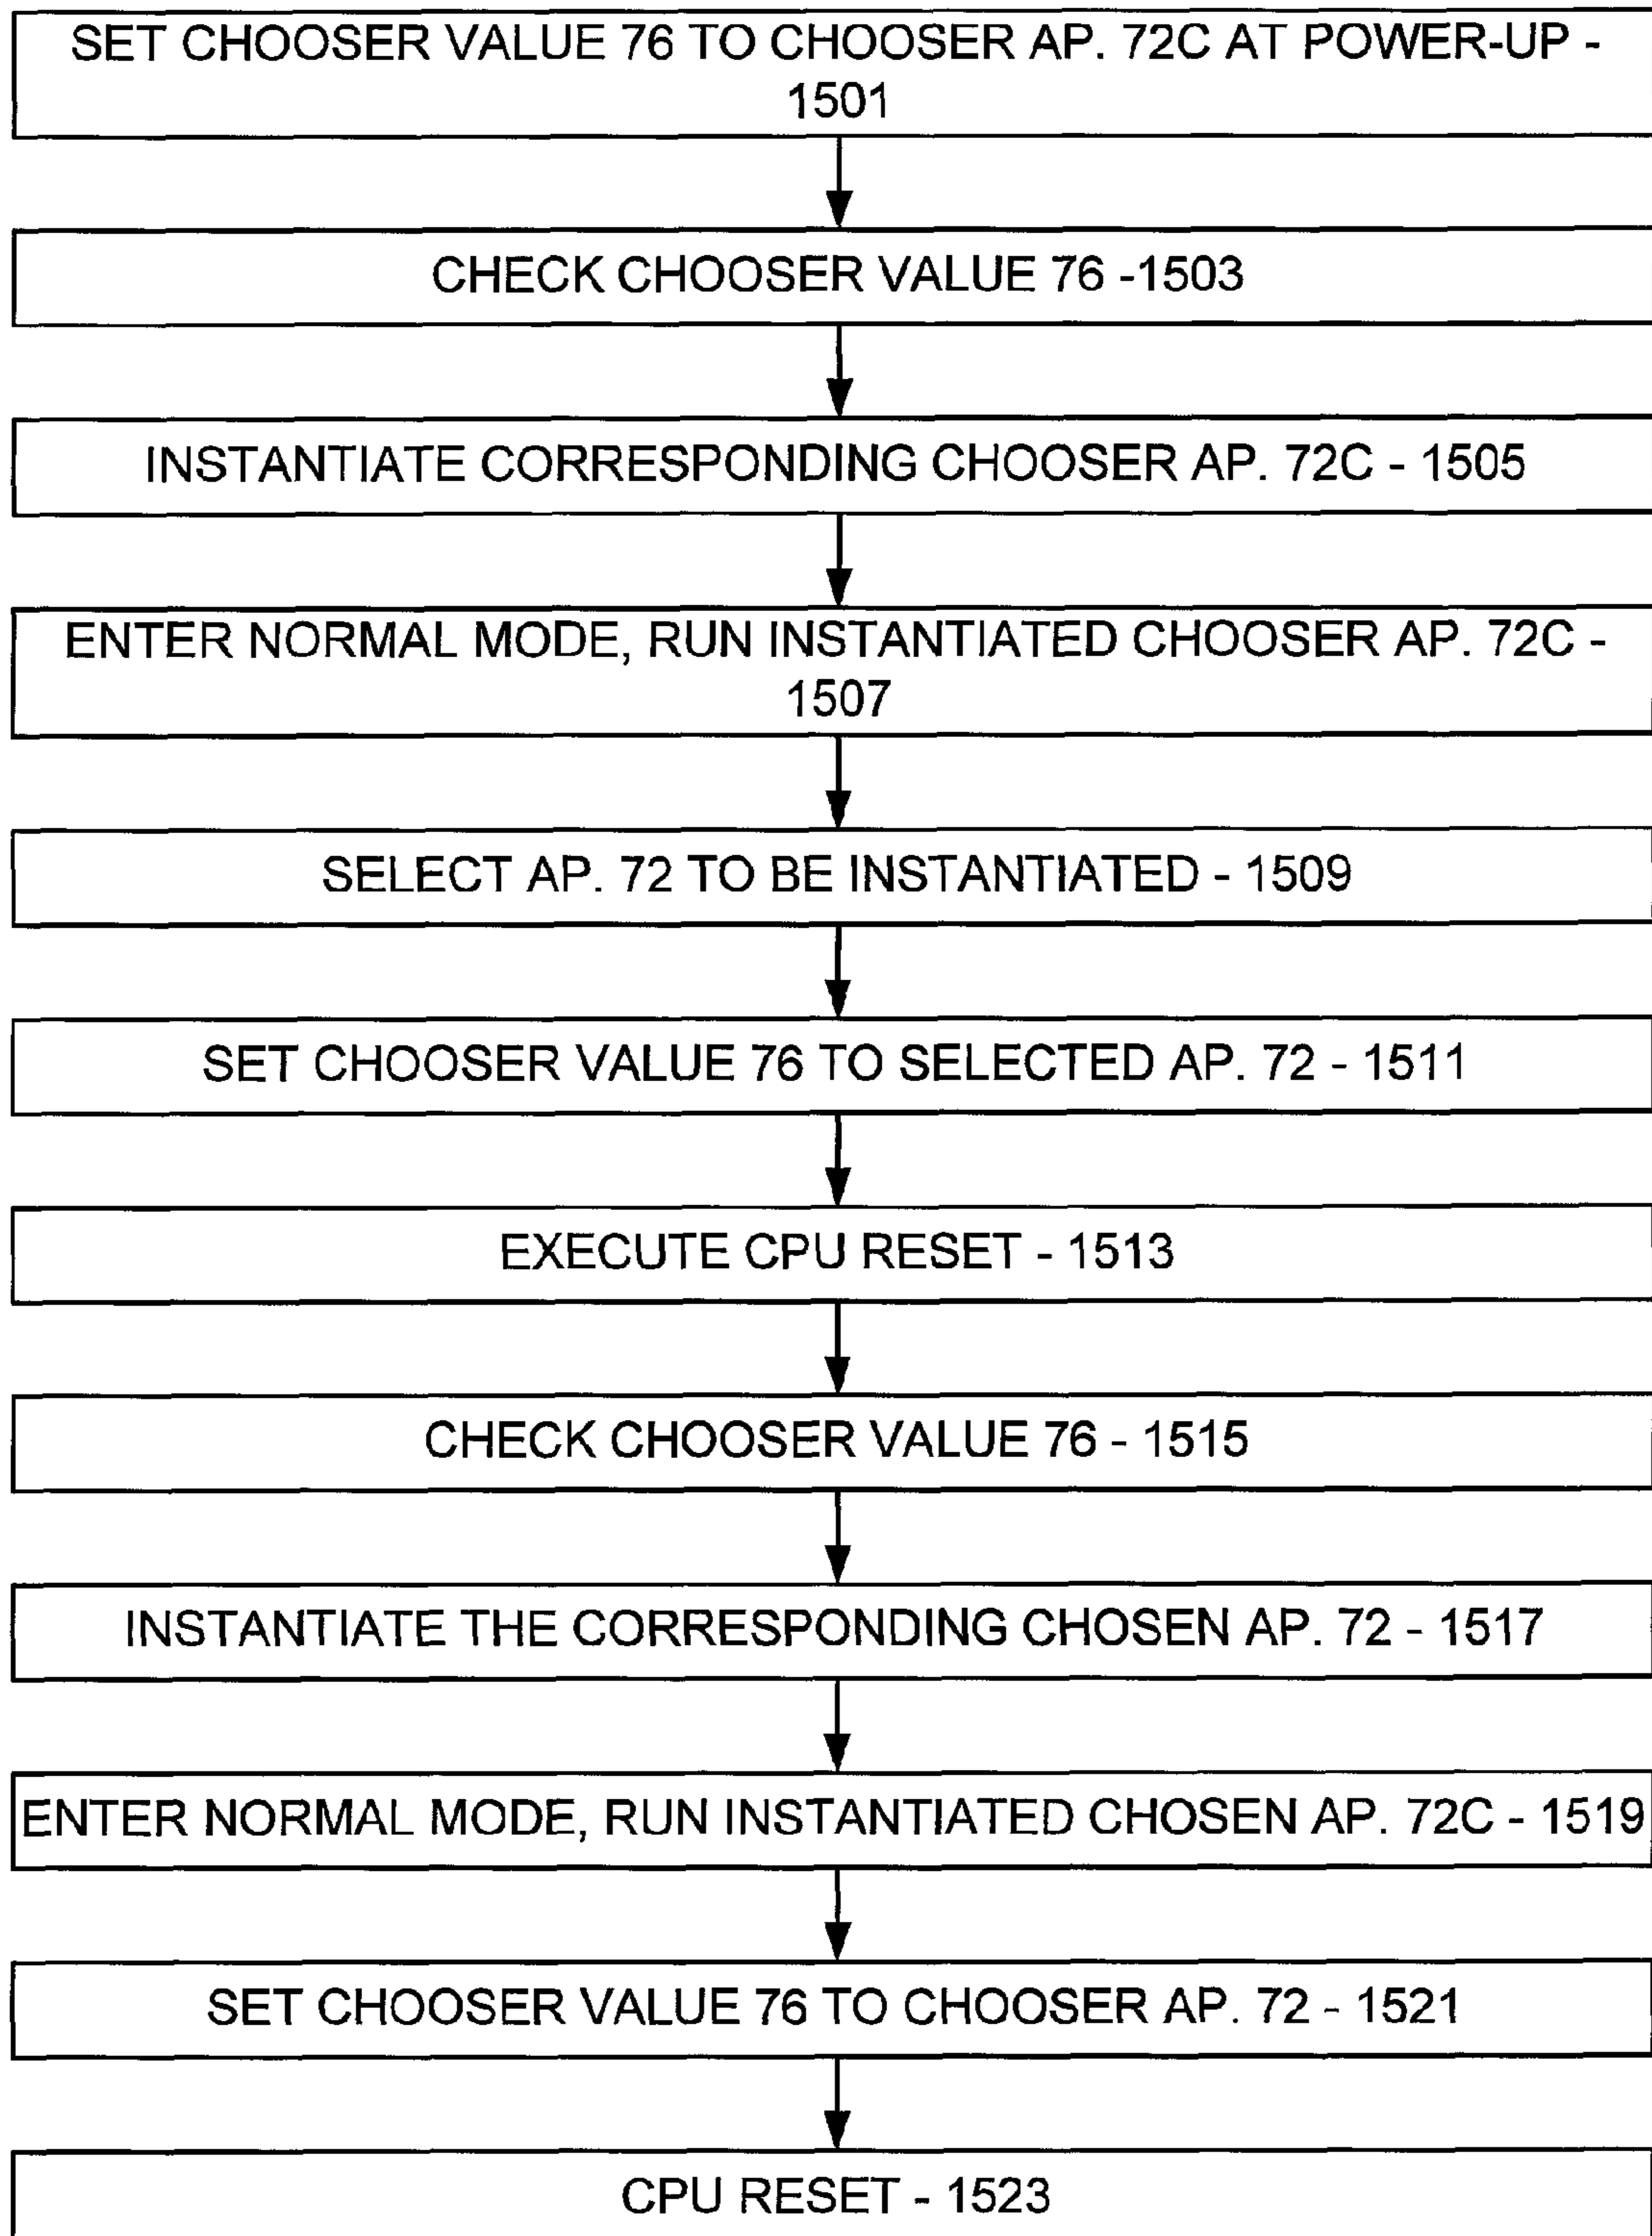 SET CHOOSER VALUE 76 TO CHOOSER AP. 72C AT POWER-UP -
1501
CHECK CHOOSER VALUE 76 -1503
INSTANTIATE CORRESPONDING CHOOSER AP. 72C - 1505
ENTER NORMAL MODE, RUN INSTANTIATED CHOOSER AP. 72C -
1507
SELECT AP. 72 TO BE INSTANTIATED - 1509
SET CHOOSER VALUE 76 TO SELECTED AP. 72 - 1511
EXECUTE CPU RESET - 1513
CHECK CHOOSER VALUE 76 - 1515
INSTANTIATE THE CORRESPONDING CHOSEN AP. 72 - 1517
ENTER NORMAL MODE, RUN INSTANTIATED CHOSEN AP. 72C - 1519
SET CHOOSER VALUE 76 TO CHOOSER AP. 72 - 1521
CPU RESET - 1523